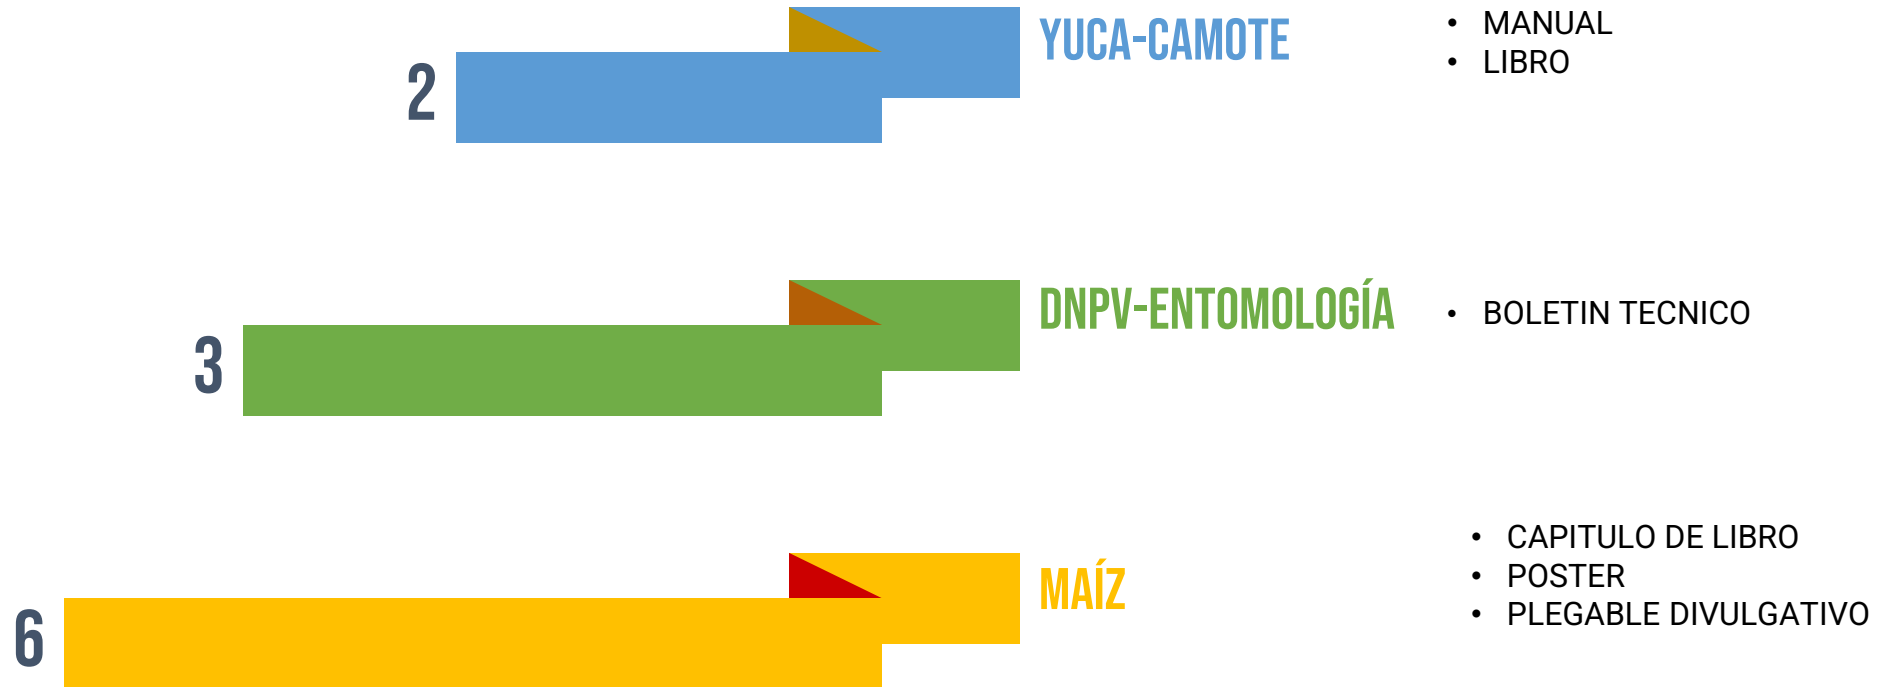 2
YUCA-CAMOTE
• MANUAL
• LIBRO
3
DNPV-ENTOMOLOGÍA
• BOLETIN TECNICO
6
MAÍZ
• CAPITULO DE LIBRO
• POSTER
• PLEGABLE DIVULGATIVO